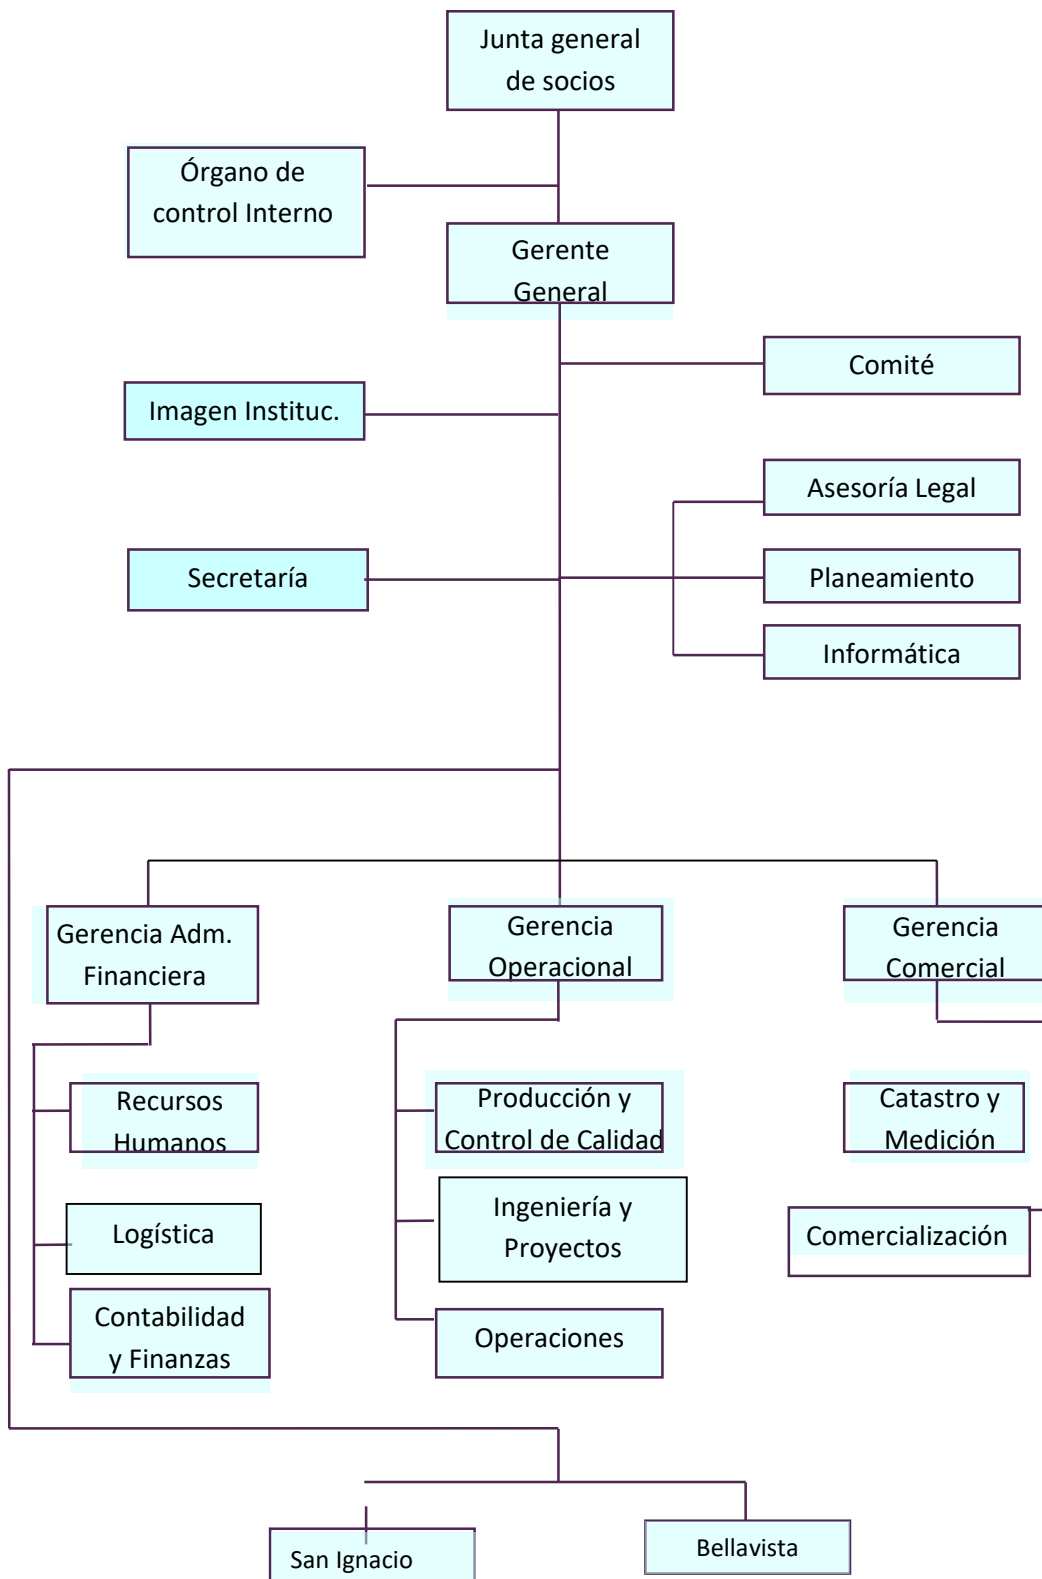 Junta general
de socios
Órgano de
control Interno
Gerente
General
Comité
Imagen Instituc.
Asesoría Legal
Secretaría
Planeamiento
Informática
Gerencia Adm.
Financiera
Gerencia
Operacional
Gerencia
Comercial
Recursos
Humanos
Producción y
Control de Calidad
Catastro y
Medición
Logística
Ingeniería y
Proyectos
Comercialización
Contabilidad
y Finanzas
Operaciones
San Ignacio
Bellavista